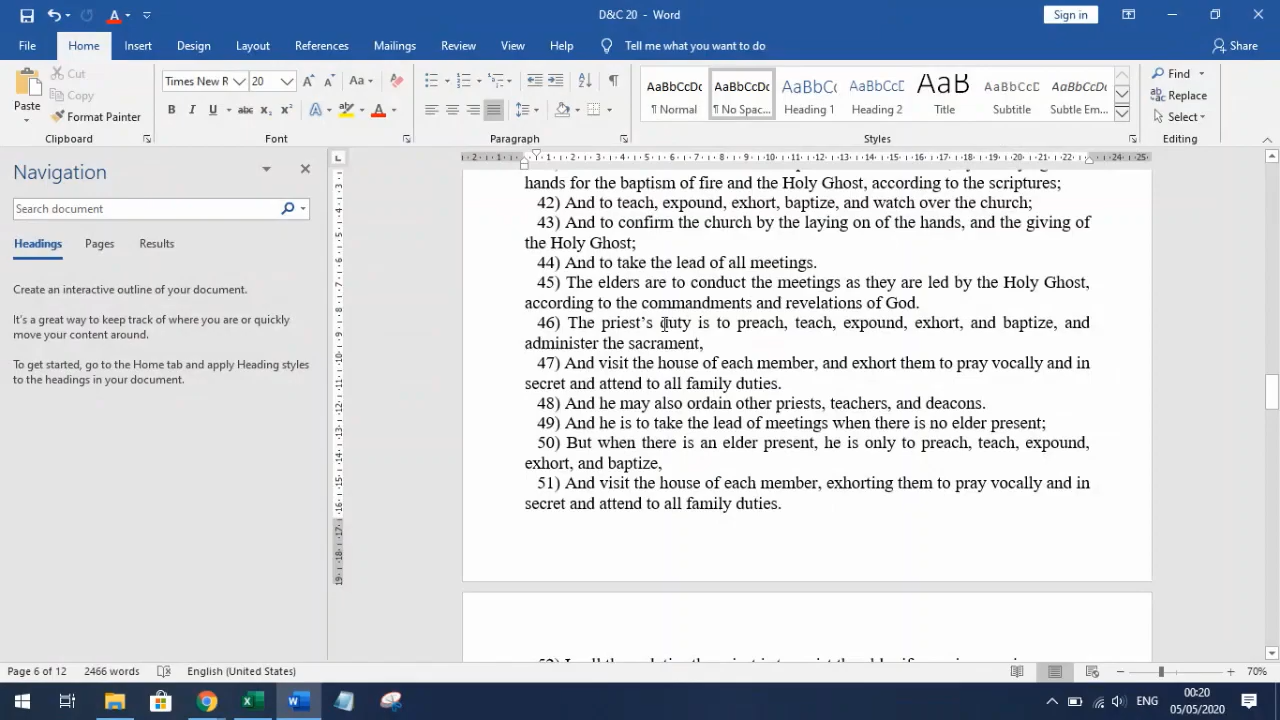 D&C 20 - Word
Sign in
File Home Insert Design Layout References Mailings Review View Help Tell me what you want to do Share
Paste
Cut
Copy
Format Painter
Clipboard
Times New R 20
Aa
B I U abc x₂ x²
Font
Paragraph
AaBbCcDc AaBbCcDc AaBbCc AaBbCcD AaB AaBbCcD AaBbCcDc
¶ Normal ¶ No Spac... Heading 1 Heading 2 Title Subtitle Subtle Em...
Styles
Find
Replace
Select
Editing
Navigation
Search document
Headings Pages Results
Create an interactive outline of your document.
It's a great way to keep track of where you are or quickly
move your content around.
To get started, go to the Home tab and apply Heading styles
to the headings in your document.
hands for the baptism of fire and the Holy Ghost, according to the scriptures;
42) And to teach, expound, exhort, baptize, and watch over the church;
43) And to confirm the church by the laying on of the hands, and the giving of
the Holy Ghost;
44) And to take the lead of all meetings.
45) The elders are to conduct the meetings as they are led by the Holy Ghost,
according to the commandments and revelations of God.
46) The priest’s duty is to preach, teach, expound, exhort, and baptize, and
administer the sacrament,
47) And visit the house of each member, and exhort them to pray vocally and in
secret and attend to all family duties.
48) And he may also ordain other priests, teachers, and deacons.
49) And he is to take the lead of meetings when there is no elder present;
50) But when there is an elder present, he is only to preach, teach, expound,
exhort, and baptize,
51) And visit the house of each member, exhorting them to pray vocally and in
secret and attend to all family duties.
Page 6 of 12 2466 words English (United States) 70%
ENG
00:20
05/05/2020